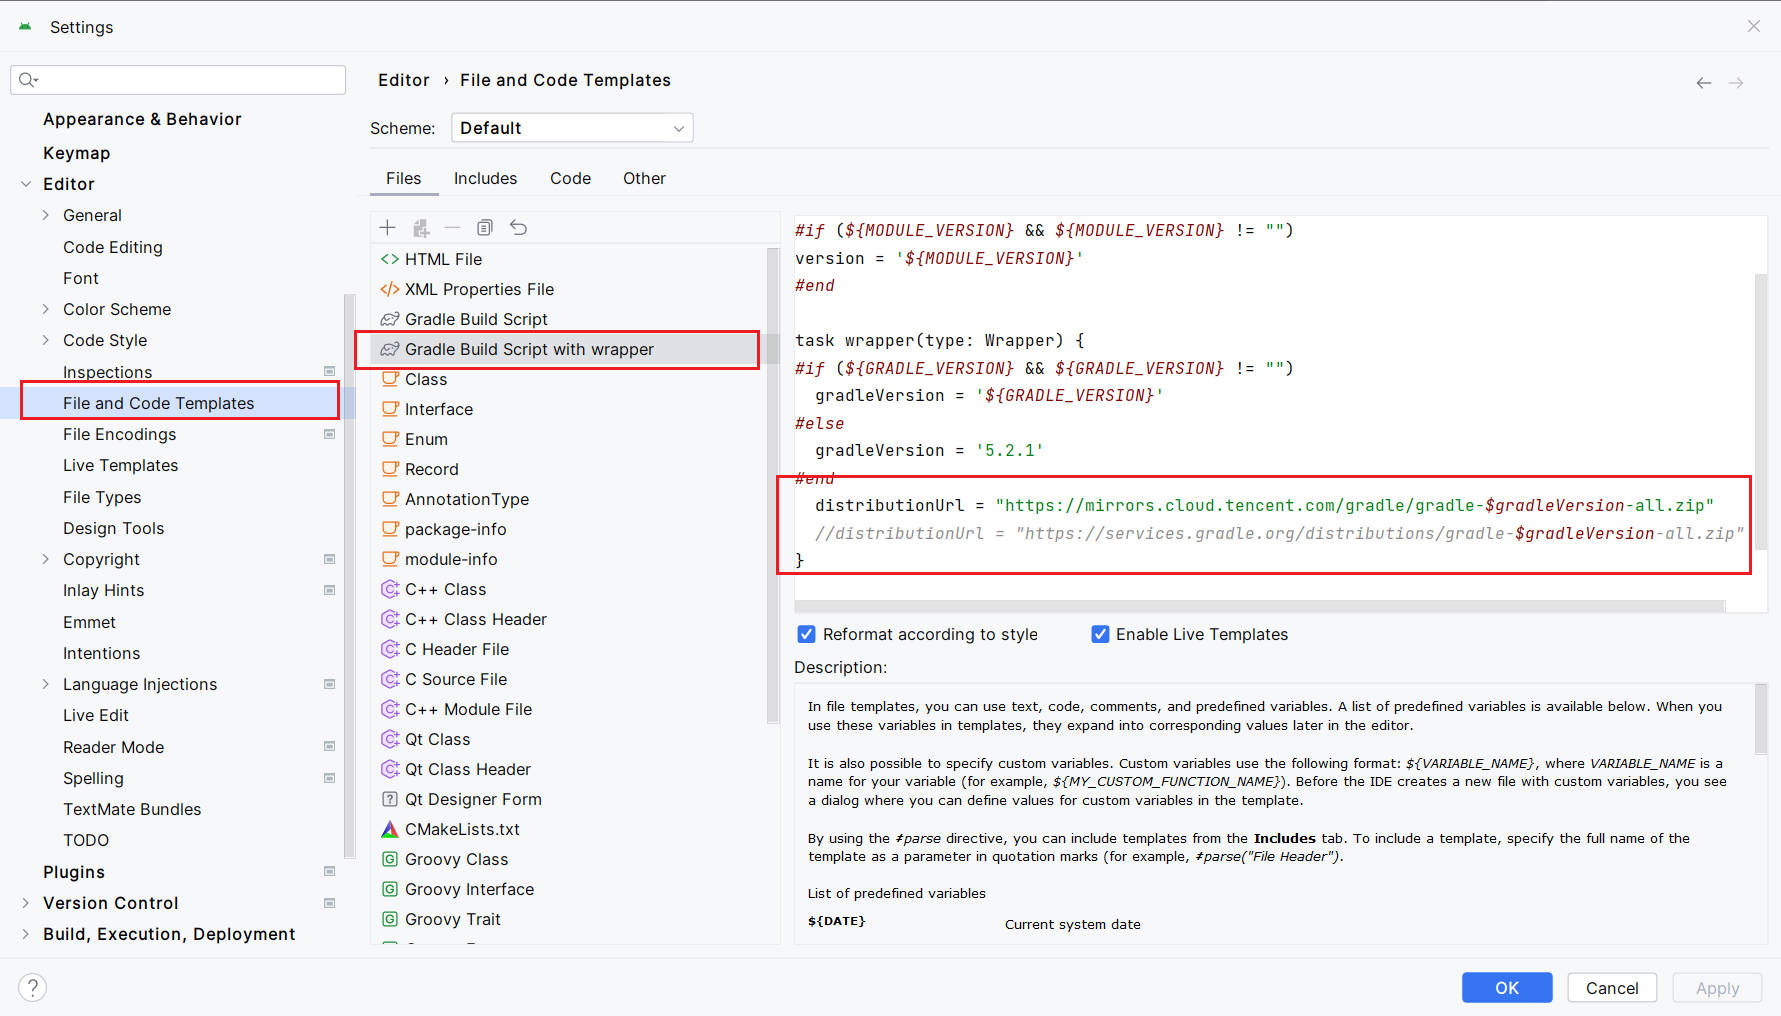 Settings
Appearance & Behavior
Keymap
Editor
General
Code Editing
Font
Color Scheme
Code Style
Inspections
File and Code Templates
File Encodings
Live Templates
File Types
Design Tools
Copyright
Inlay Hints
Emmet
Intentions
Language Injections
Live Edit
Reader Mode
Spelling
TextMate Bundles
TODO
Plugins
Version Control
Build, Execution, Deployment
Editor › File and Code Templates
Scheme: Default
Files Includes Code Other
HTML File
XML Properties File
Gradle Build Script
Gradle Build Script with wrapper
Class
Interface
Enum
Record
AnnotationType
package-info
module-info
C++ Class
C++ Class Header
C Header File
C Source File
C++ Module File
Qt Class
Qt Class Header
Qt Designer Form
CMakeLists.txt
Groovy Class
Groovy Interface
Groovy Trait
#if (${MODULE_VERSION} && ${MODULE_VERSION} != "")
version = '${MODULE_VERSION}'
#end
task wrapper(type: Wrapper) {
#if (${GRADLE_VERSION} && ${GRADLE_VERSION} != "")
gradleVersion = '${GRADLE_VERSION}'
#else
gradleVersion = '5.2.1'
#end
distributionUrl = "https://mirrors.cloud.tencent.com/gradle/gradle-$gradleVersion-all.zip"
//distributionUrl = "https://services.gradle.org/distributions/gradle-$gradleVersion-all.zip"
}
Reformat according to style Enable Live Templates
Description:
In file templates, you can use text, code, comments, and predefined variables. A list of predefined variables is available below. When you
use these variables in templates, they expand into corresponding values later in the editor.
It is also possible to specify custom variables. Custom variables use the following format: ${VARIABLE_NAME}, where VARIABLE_NAME is a
name for your variable (for example, ${MY_CUSTOM_FUNCTION_NAME}). Before the IDE creates a new file with custom variables, you see
a dialog where you can define values for custom variables in the template.
By using the #parse directive, you can include templates from the Includes tab. To include a template, specify the full name of the
template as a parameter in quotation marks (for example, #parse("File Header").
List of predefined variables
${DATE} Current system date
?
OK Cancel Apply